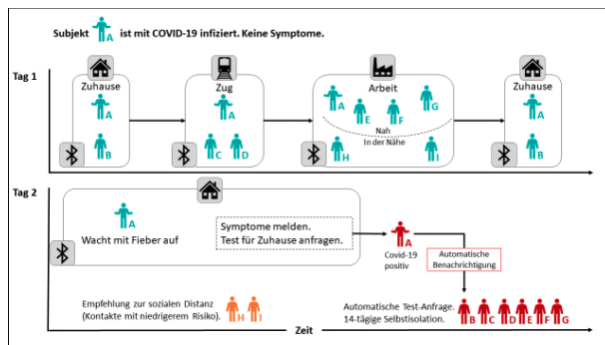 Subjekt A ist mit COVID-19 infiziert. Keine Symptome.
Tag 1
Zuhause
A
B
Zug
A
C D
Arbeit
A E F G
Nah
In der Nähe
H I
Zuhause
A
B
Tag 2
A
Wacht mit Fieber auf
Symptome melden.
Test für Zuhause anfragen.
A
Covid-19
positiv
Automatische
Benachrichtigung
Empfehlung zur sozialen Distanz
(Kontakte mit niedrigerem Risiko).
H I
Automatische Test-Anfrage.
14-tägige Selbstisolation.
B C D E F G
Zeit